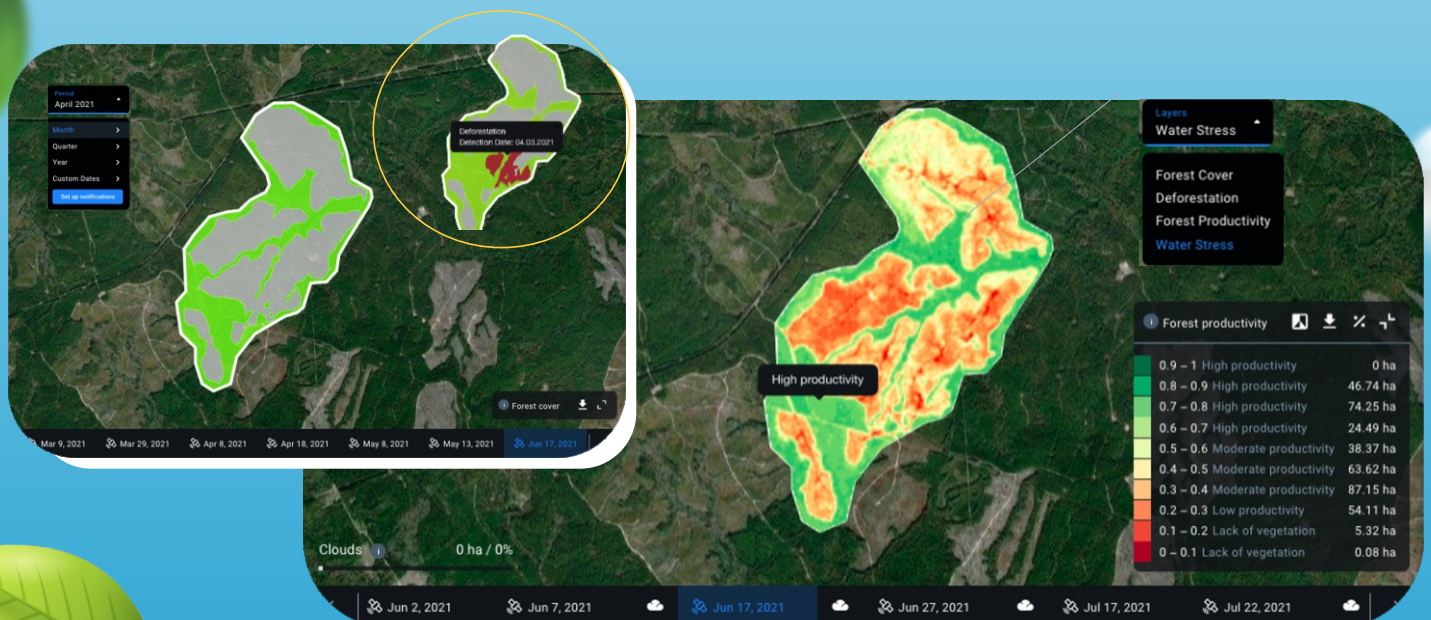 Period
April 2021
Month
Quarter
Year
Custom Dates
Set up notifications
Deforestation
Detection Date: 04.03.2021
Forest cover
Mar 9, 2021
Mar 29, 2021
Apr 8, 2021
Apr 18, 2021
May 8, 2021
May 13, 2021
Jun 17, 2021
Layers
Water Stress
Forest Cover
Deforestation
Forest Productivity
Water Stress
High productivity
Forest productivity
0.9 – 1 High productivity 0 ha
0.8 – 0.9 High productivity 46.74 ha
0.7 – 0.8 High productivity 74.25 ha
0.6 – 0.7 High productivity 24.49 ha
0.5 – 0.6 Moderate productivity 38.37 ha
0.4 – 0.5 Moderate productivity 63.62 ha
0.3 – 0.4 Moderate productivity 87.15 ha
0.2 – 0.3 Low productivity 54.11 ha
0.1 – 0.2 Lack of vegetation 5.32 ha
0 – 0.1 Lack of vegetation 0.08 ha
Clouds 0 ha / 0%
Jun 2, 2021
Jun 7, 2021
Jun 17, 2021
Jun 27, 2021
Jul 17, 2021
Jul 22, 2021